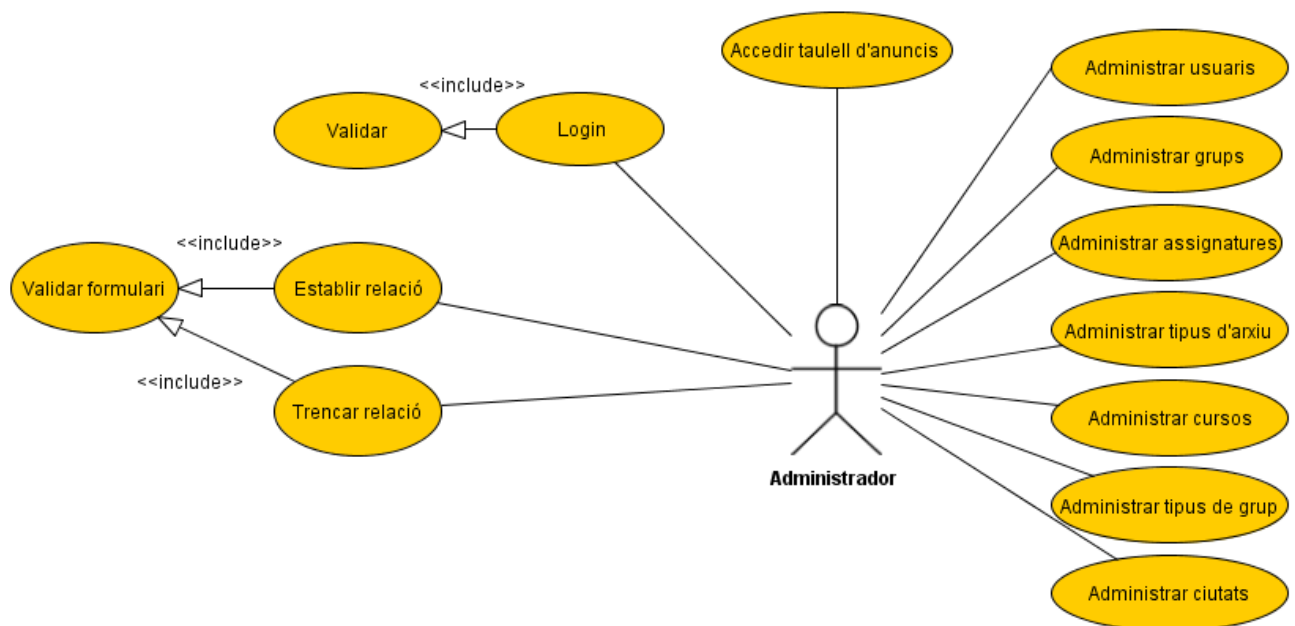 Accedir taulell d'anuncis
Administrar usuaris
<<include>>
Validar
Login
Administrar grups
<<include>>
Administrar assignatures
Validar formulari
Establir relació
Administrar tipus d'arxiu
<<include>>
Trencar relació
Administrar cursos
Administrador
Administrar tipus de grup
Administrar ciutats